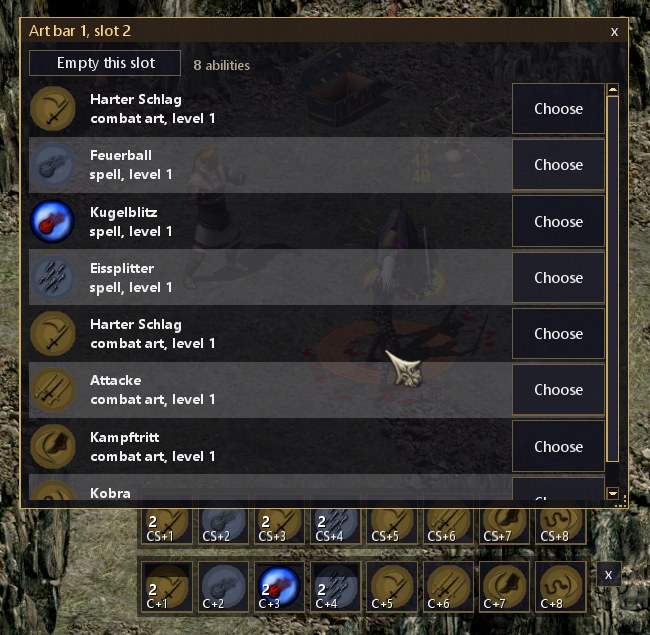 Art bar 1, slot 2
x
Empty this slot
8 abilities
Harter Schlag
combat art, level 1
Choose
Feuerball
spell, level 1
Choose
Kugelblitz
spell, level 1
Choose
Eissplitter
spell, level 1
Choose
Harter Schlag
combat art, level 1
Choose
Attacke
combat art, level 1
Choose
Kampftritt
combat art, level 1
Choose
Kobra
2 2 2
CS+1 CS+2 CS+3 CS+4 CS+5 CS+6 CS+7 CS+8
x
2 2 2
C+1 C+2 C+3 C+4 C+5 C+6 C+7 C+8